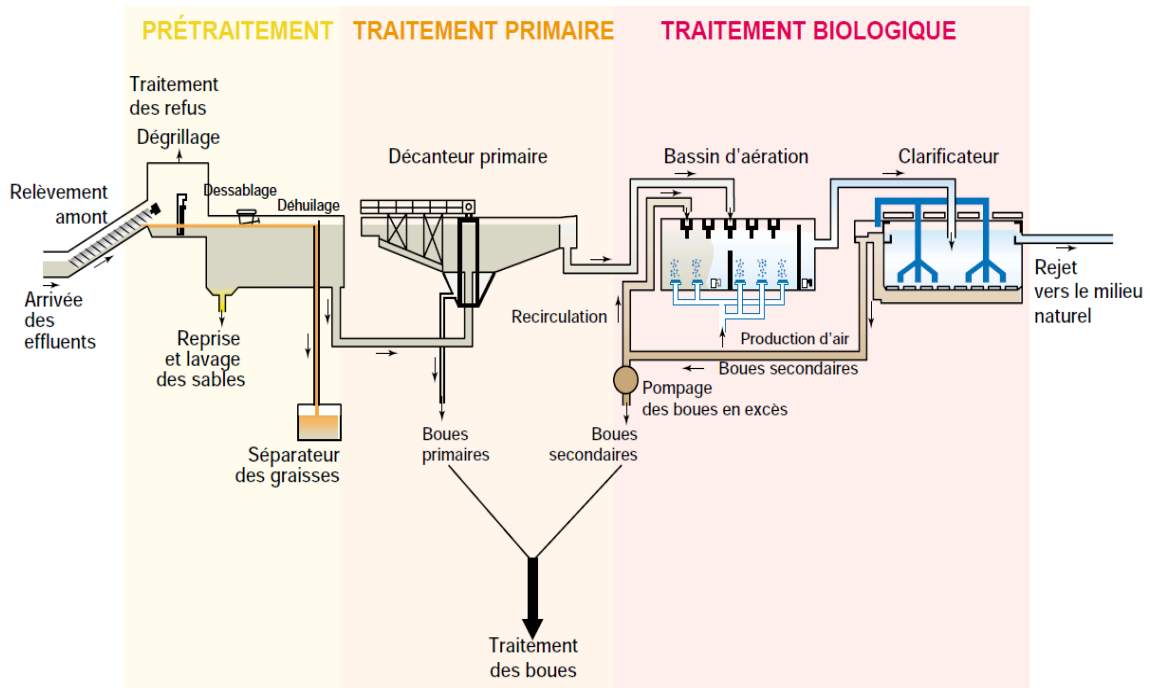 PRÉTRAITEMENT
TRAITEMENT PRIMAIRE
TRAITEMENT BIOLOGIQUE
Traitement
des refus
Dégrillage
Relèvement
amont
Dessablage
Déhuilage
Arrivée
des
effluents
Reprise
et lavage
des sables
Séparateur
des graisses
Décanteur primaire
Boues
primaires
Bassin d'aération
Clarificateur
Recirculation
Production d'air
Boues secondaires
Pompage
des boues en excès
Boues
secondaires
Rejet
vers le milieu
naturel
Traitement
des boues